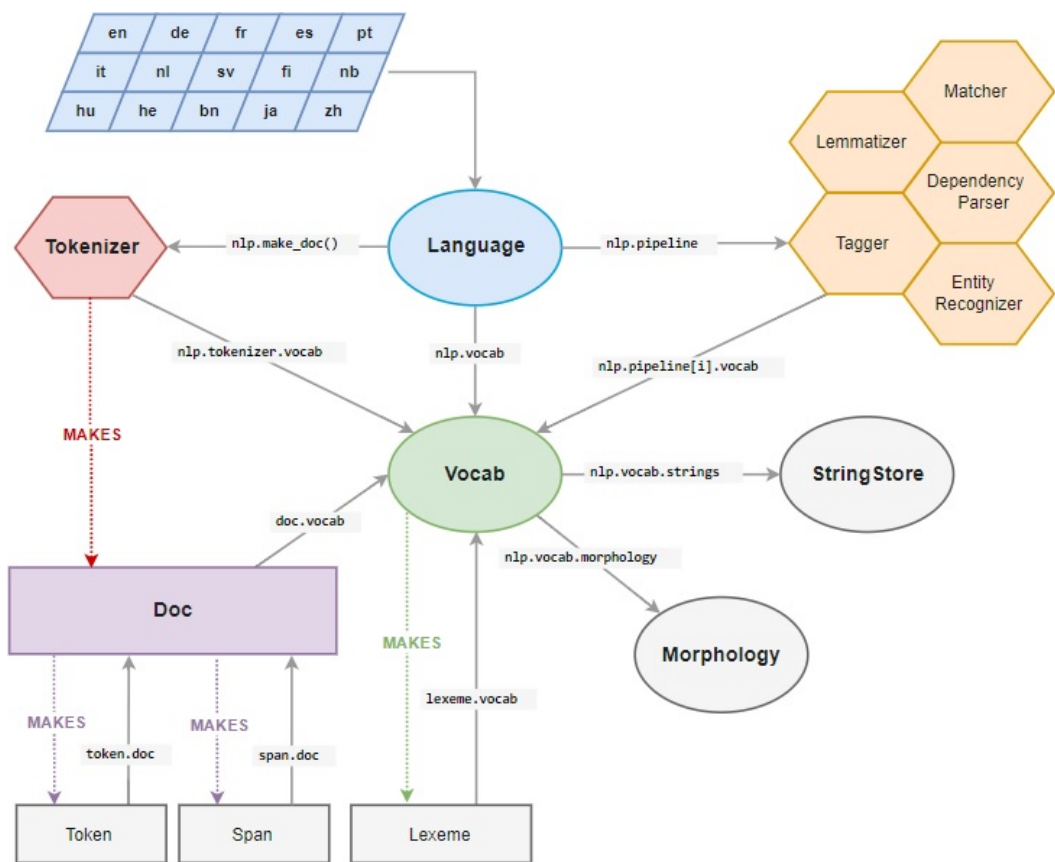 en de fr es pt
it nl sv fi nb
hu he bn ja zh
Matcher
Lemmatizer
Dependency
Parser
Tokenizer
nlp.make_doc()
Language
nlp.pipeline
Tagger
Entity
Recognizer
nlp.tokenizer.vocab
nlp.vocab
nlp.pipeline[i].vocab
MAKES
Vocab
nlp.vocab.strings
StringStore
doc.vocab
nlp.vocab.morphology
Doc
MAKES
Morphology
lexeme.vocab
MAKES
MAKES
token.doc
span.doc
Token
Span
Lexeme